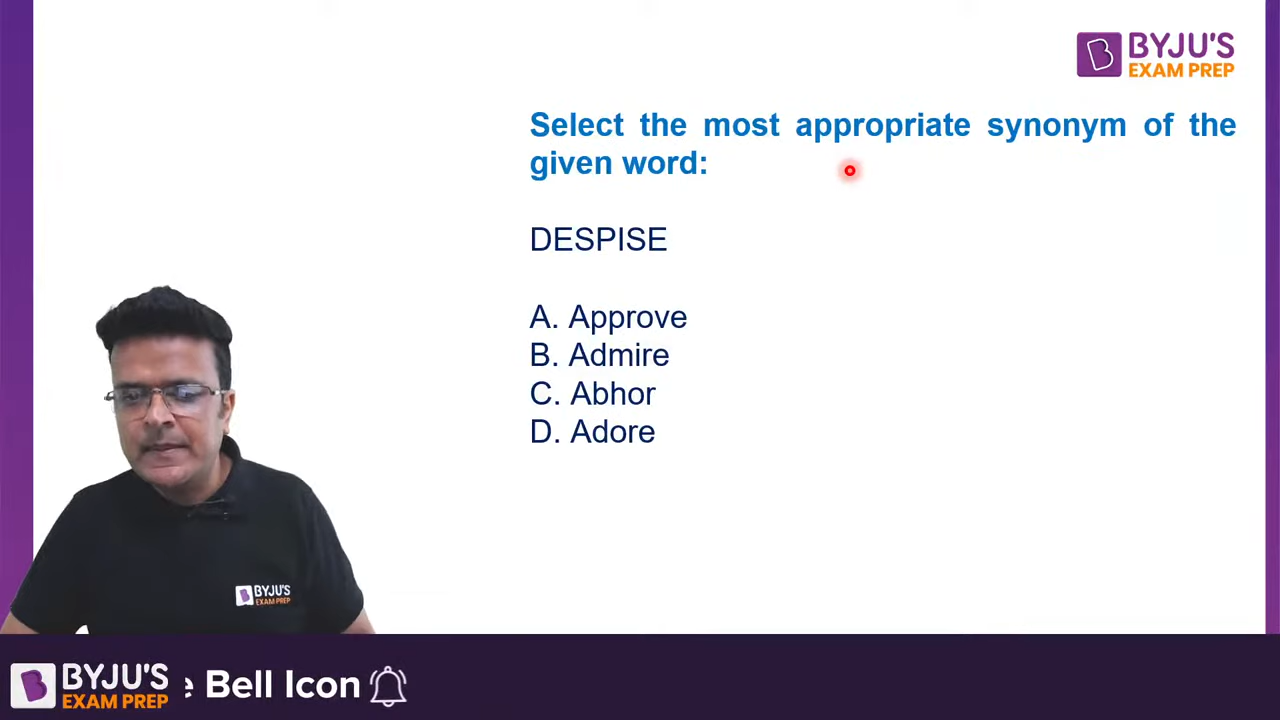 BYJU'S
EXAM PREP
Select the most appropriate synonym of the
given word:
DESPISE
A. Approve
B. Admire
C. Abhor
D. Adore
BYJU'S
EXAM PREP
BYJU'S
EXAM PREP
e Bell Icon